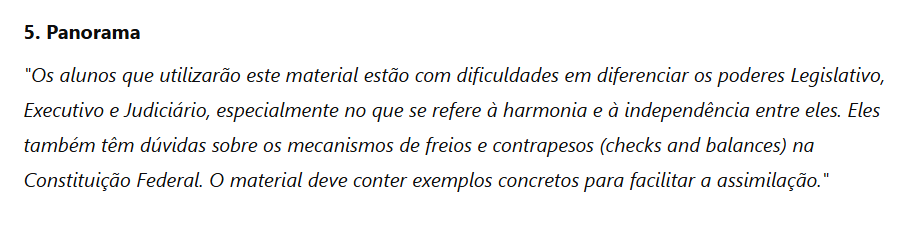 5. Panorama
"Os alunos que utilizarão este material estão com dificuldades em diferenciar os poderes Legislativo,
Executivo e Judiciário, especialmente no que se refere à harmonia e à independência entre eles. Eles
também têm dúvidas sobre os mecanismos de freios e contrapesos (checks and balances) na
Constituição Federal. O material deve conter exemplos concretos para facilitar a assimilação."